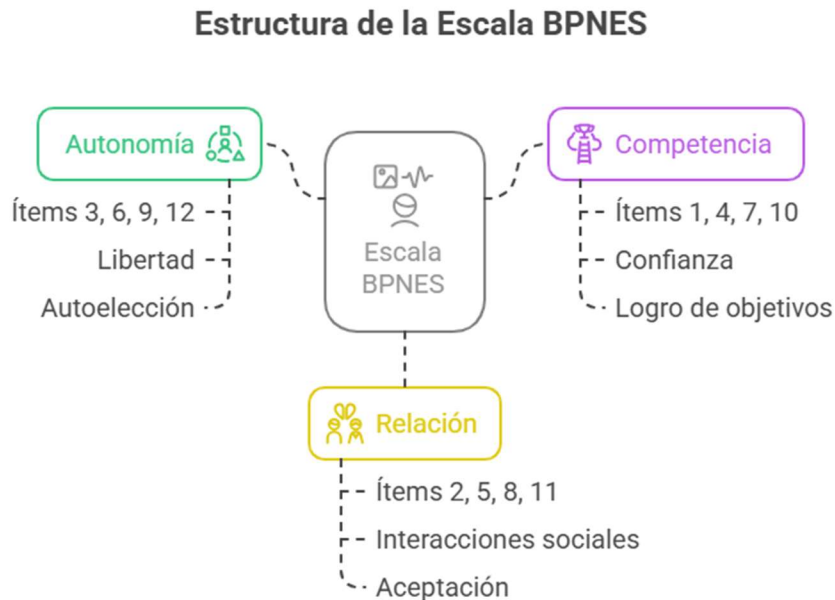 Estructura de la Escala BPNES
Autonomía
Ítems 3, 6, 9, 12
Libertad
Autoelección
Escala
BPNES
Competencia
Ítems 1, 4, 7, 10
Confianza
Logro de objetivos
Relación
Ítems 2, 5, 8, 11
Interacciones sociales
Aceptación